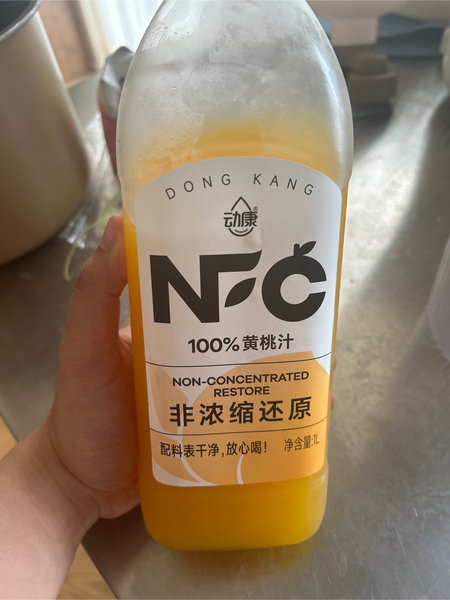 DONG KANG
动康®
NFC
100%黄桃汁
NON-CONCENTRATED
RESTORE
非浓缩还原
配料表干净,放心喝! 净含量:1L